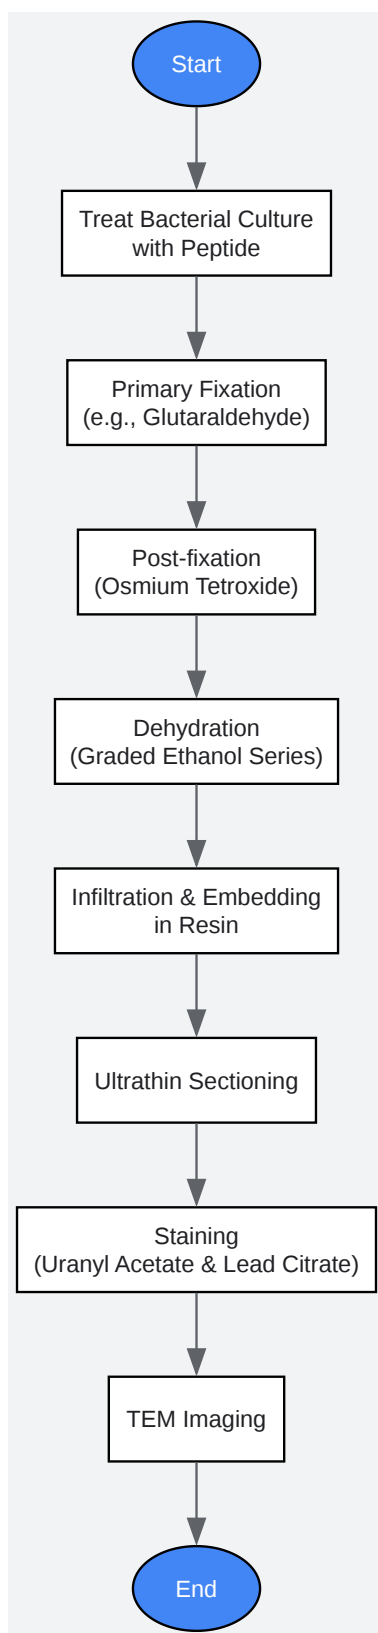 Start
Treat Bacterial Culture
with Peptide
Primary Fixation
(e.g., Glutaraldehyde)
Post-fixation
(Osmium Tetroxide)
Dehydration
(Graded Ethanol Series)
Infiltration & Embedding
in Resin
Ultrathin Sectioning
Staining
(Uranyl Acetate & Lead Citrate)
TEM Imaging
End